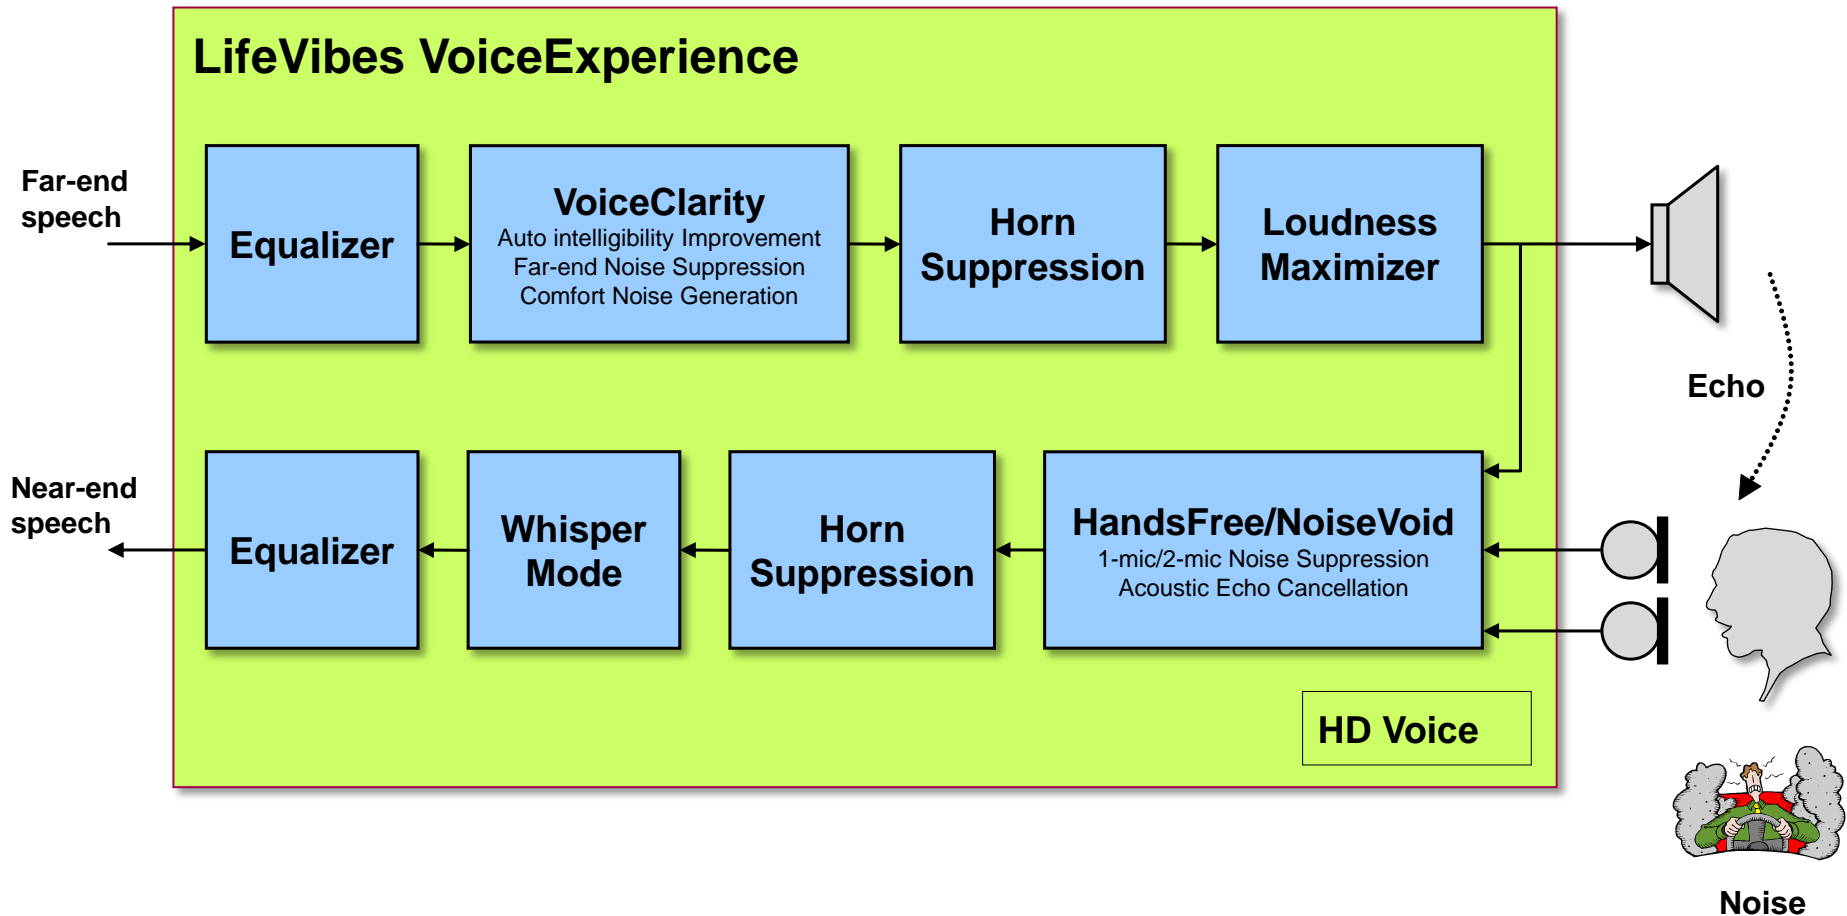 LifeVibes VoiceExperience
Far-end
speech
Equalizer
VoiceClarity
Auto intelligibility Improvement
Far-end Noise Suppression
Comfort Noise Generation
Horn
Suppression
Loudness
Maximizer
Echo
Near-end
speech
Equalizer
Whisper
Mode
Horn
Suppression
HandsFree/NoiseVoid
1-mic/2-mic Noise Suppression
Acoustic Echo Cancellation
HD Voice
Noise